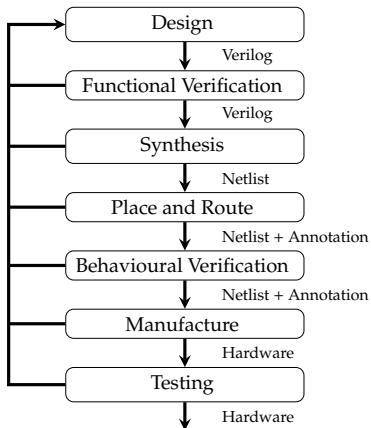 Design
Verilog
Functional Verification
Verilog
Synthesis
Netlist
Place and Route
Netlist + Annotation
Behavioural Verification
Netlist + Annotation
Manufacture
Hardware
Testing
Hardware